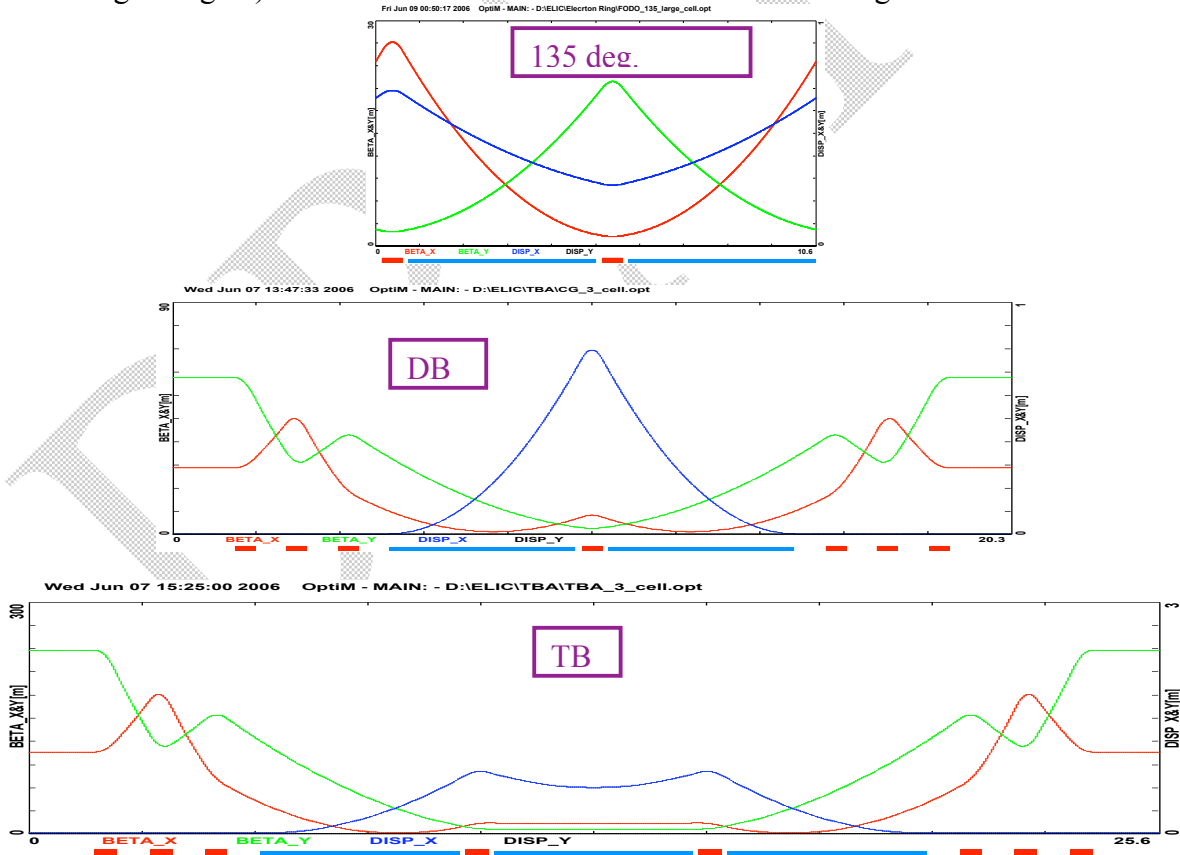 Fri Jun 09 00:50:17 2006 OptiM - MAIN: - D:\ELIC\Elecrton Ring\FODO_135_large_cell.opt
30
1
135 deg.
BETA_X&Y[m]
DISP_X&Y[m]
0
BETA_X BETA_Y DISP_X DISP_Y
10.6
0
Wed Jun 07 13:47:33 2006 OptiM - MAIN: - D:\ELIC\TBA\CG_3_cell.opt
90
1
DB
BETA_X&Y[m]
DISP_X&Y[m]
0
0
BETA_X BETA_Y DISP_X DISP_Y
20.3
0
Wed Jun 07 15:25:00 2006 OptiM - MAIN: - D:\ELIC\TBA\TBA_3_cell.opt
300
3
TB
BETA_X&Y[m]
DISP_X&Y[m]
0
0
BETA_X BETA_Y DISP_X DISP_Y
25.6
0